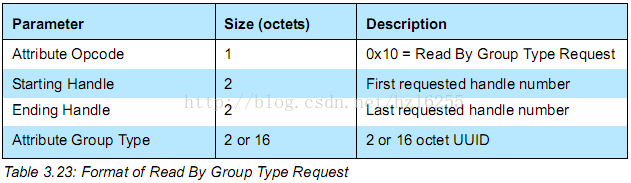 Parameter Size (octets) Description
Attribute Opcode 1 0x10 = Read By Group Type Request
Starting Handle 2 First requested handle number
http://blog.csdn.net/hzl6255
Ending Handle 2 Last requested handle number
Attribute Group Type 2 or 16 2 or 16 octet UUID
Table 3.23: Format of Read By Group Type Request